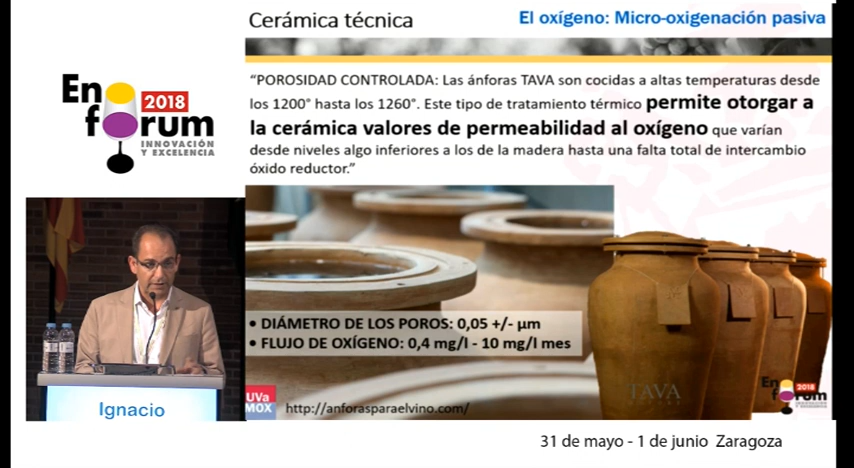 Cerámica técnica
El oxígeno: Micro-oxigenación pasiva
Enoforum
2018
INNOVACIÓN
Y EXCELENCIA
“POROSIDAD CONTROLADA: Las ánforas TAVA son cocidas a altas temperaturas desde
los 1200° hasta los 1260°. Este tipo de tratamiento térmico permite otorgar a
la cerámica valores de permeabilidad al oxígeno que varían
desde niveles algo inferiores a los de la madera hasta una falta total de intercambio
óxido reductor.”
• DIÁMETRO DE LOS POROS: 0,05 +/- µm
• FLUJO DE OXÍGENO: 0,4 mg/l - 10 mg/l mes
TAVA
UVa
MOX
http://anforasparaelvino.com/
Enoforum
2018
Ignacio
31 de mayo - 1 de junio Zaragoza